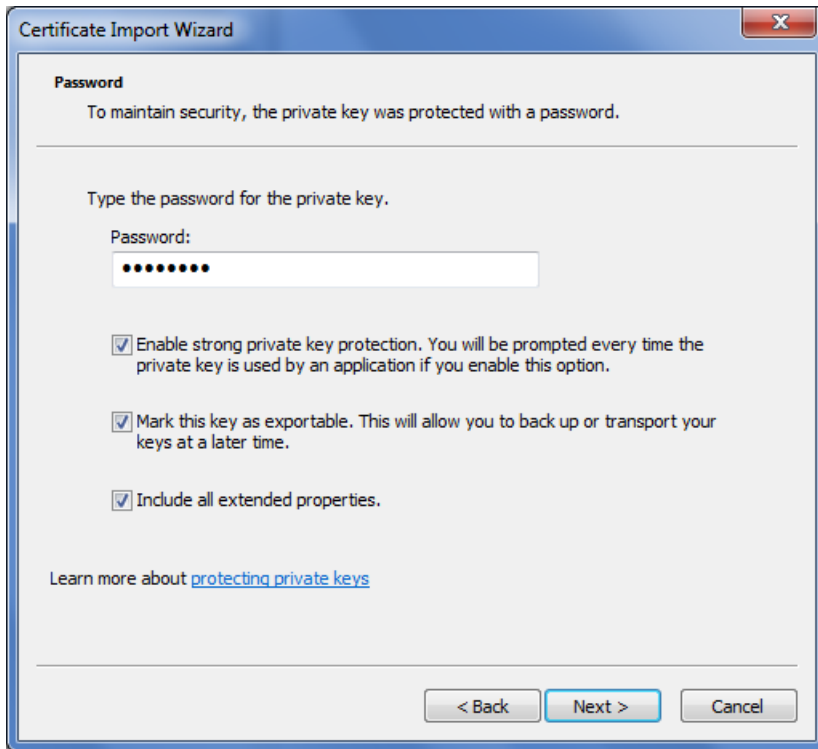 Certificate Import Wizard
Password
To maintain security, the private key was protected with a password.
Type the password for the private key.
Password:
••••••••
Enable strong private key protection. You will be prompted every time the
private key is used by an application if you enable this option.
Mark this key as exportable. This will allow you to back up or transport your
keys at a later time.
Include all extended properties.
Learn more about protecting private keys
< Back Next > Cancel